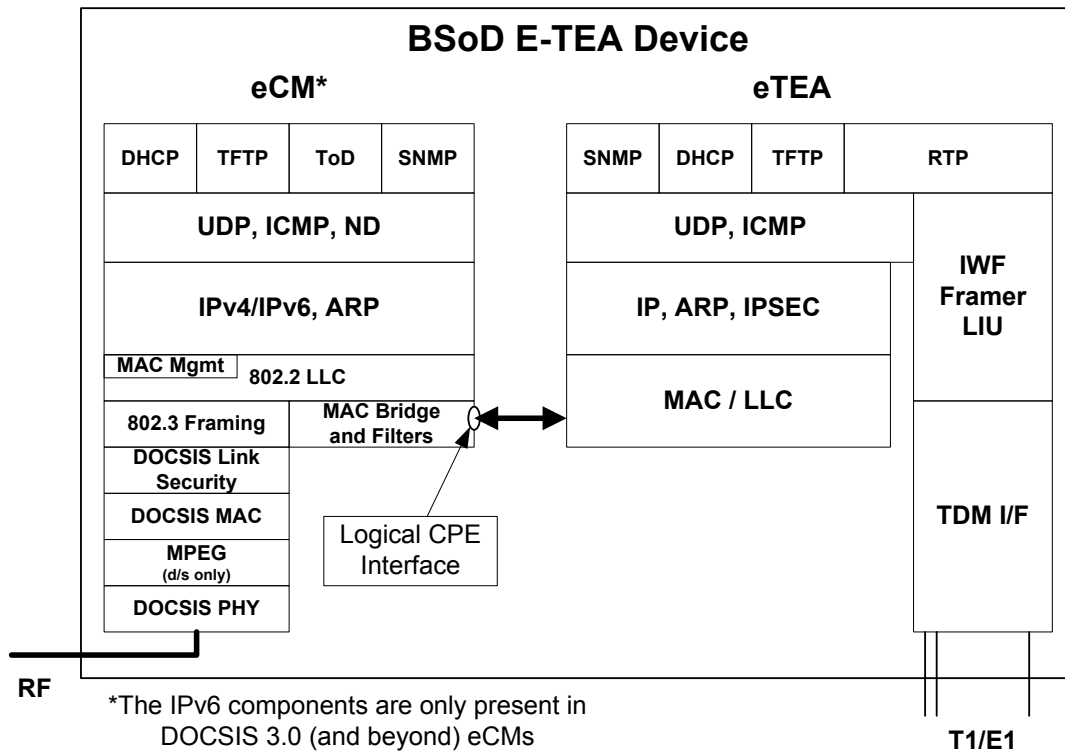 BSoD E-TEA Device
eCM*
eTEA
DHCP
TFTP
ToD
SNMP
SNMP
DHCP
TFTP
RTP
UDP, ICMP, ND
UDP, ICMP
IWF
Framer
LIU
IPv4/IPv6, ARP
IP, ARP, IPSEC
MAC Mgmt
802.2 LLC
MAC / LLC
802.3 Framing
MAC Bridge
and Filters
DOCSIS Link
Security
DOCSIS MAC
TDM I/F
Logical CPE
Interface
MPEG
(d/s only)
DOCSIS PHY
RF
*The IPv6 components are only present in
DOCSIS 3.0 (and beyond) eCMs
T1/E1